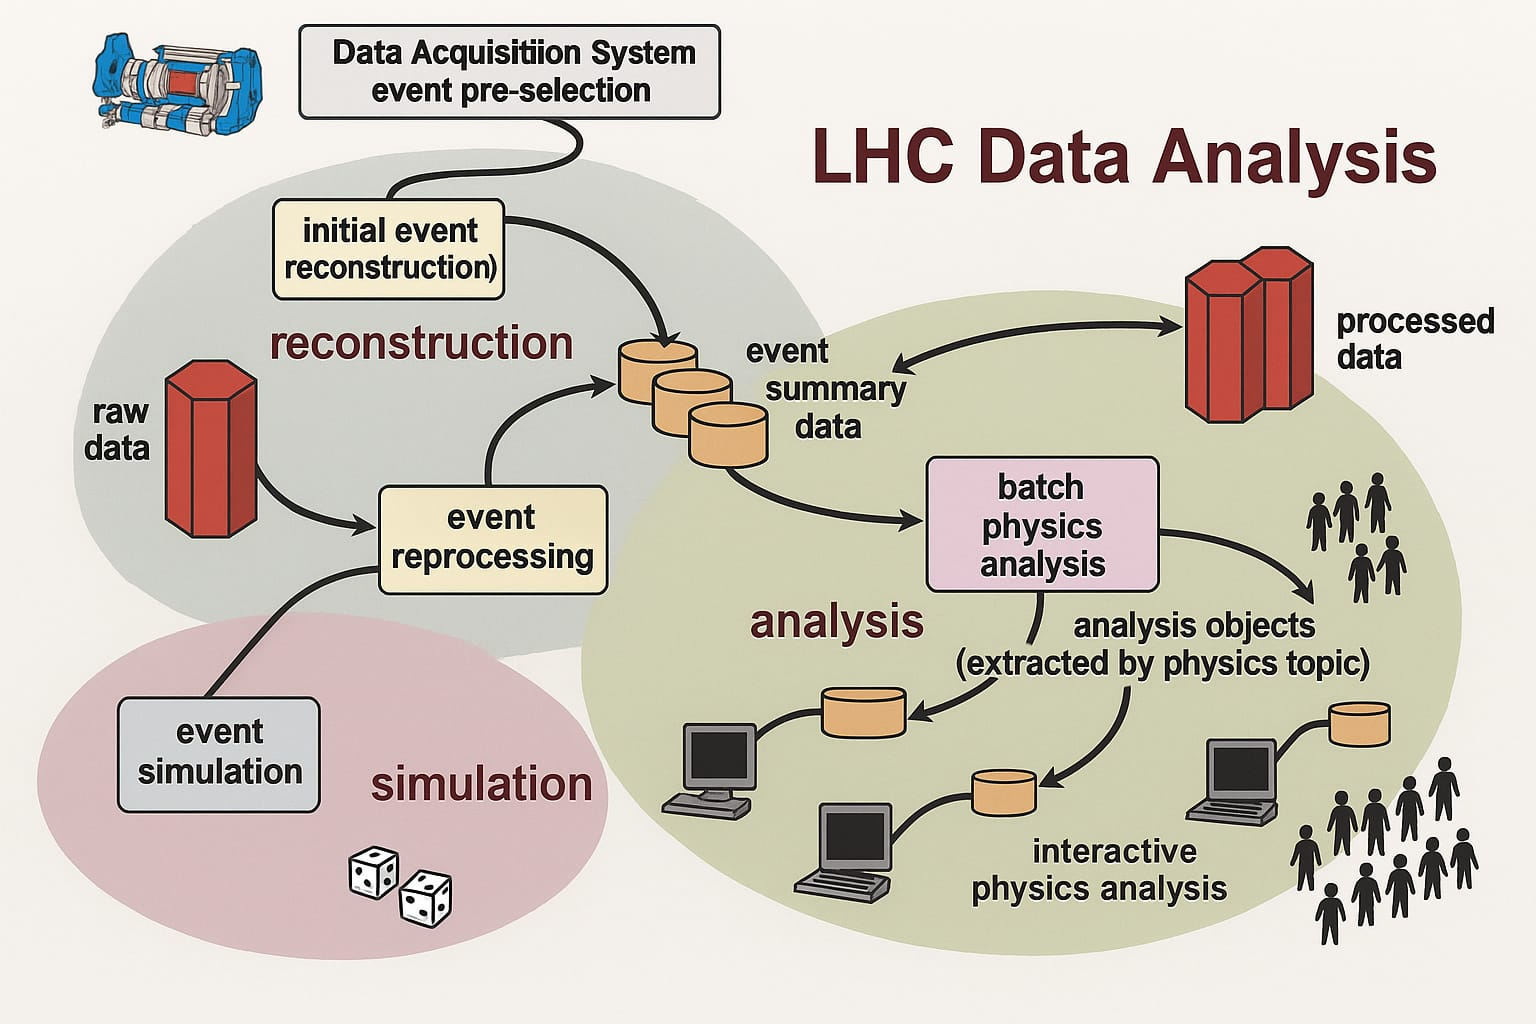 Data Acquisitiion System
event pre-selection
LHC Data Analysis
initial event
reconstruction)
reconstruction
processed
data
event
summary
data
raw
data
event
reprocessing
batch
physics
analysis
analysis
analysis objects
(extracted by physics topic)
event
simulation
simulation
interactive
physics analysis